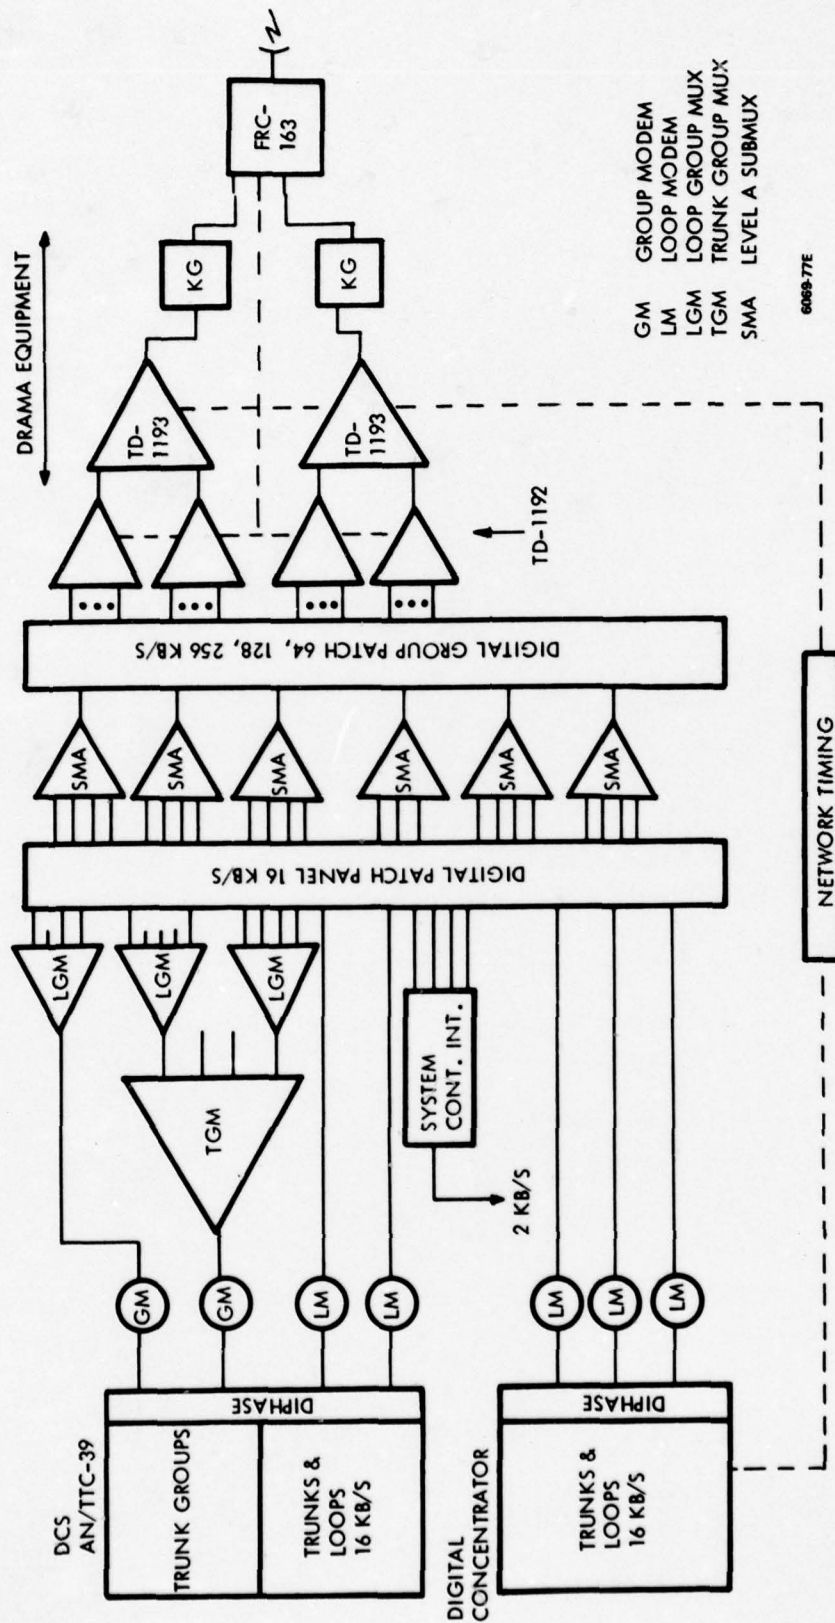 DCS
AN/TTC-39
TRUNK GROUPS
TRUNKS &
LOOPS
16 KB/S
DIPHASE
GM
GM
LM
LM
DIGITAL
CONCENTRATOR
TRUNKS &
LOOPS
16 KB/S
DIPHASE
LM
LM
LM
TGM
LGM
LGM
LGM
SYSTEM
CONT. INT.
2 KB/S
DIGITAL PATCH PANEL 16 KB/S
SMA
SMA
SMA
SMA
SMA
SMA
DIGITAL GROUP PATCH 64, 128, 256 KB/S
TD-1192
DRAMA EQUIPMENT
TD-
1193
TD-
1193
KG
KG
FRC-
163
NETWORK TIMING
GM GROUP MODEM
LM LOOP MODEM
LGM LOOP GROUP MUX
TGM TRUNK GROUP MUX
SMA LEVEL A SUBMUX
6069-77E